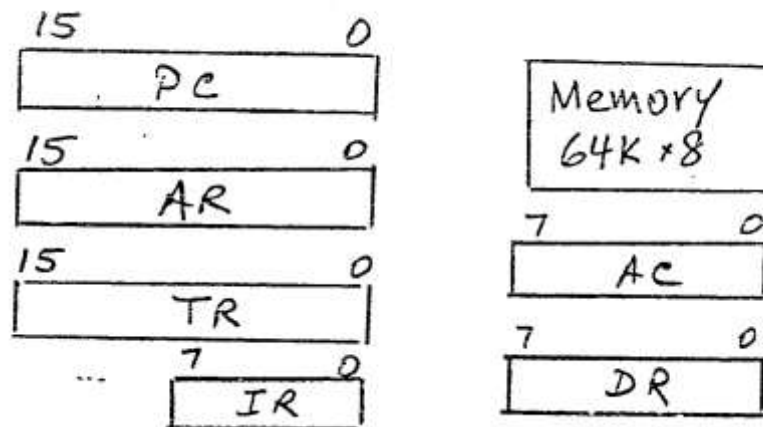 15 0
PC
15 0
AR
15 0
TR
7 0
IR
Memory
64K × 8
7 0
AC
7 0
DR